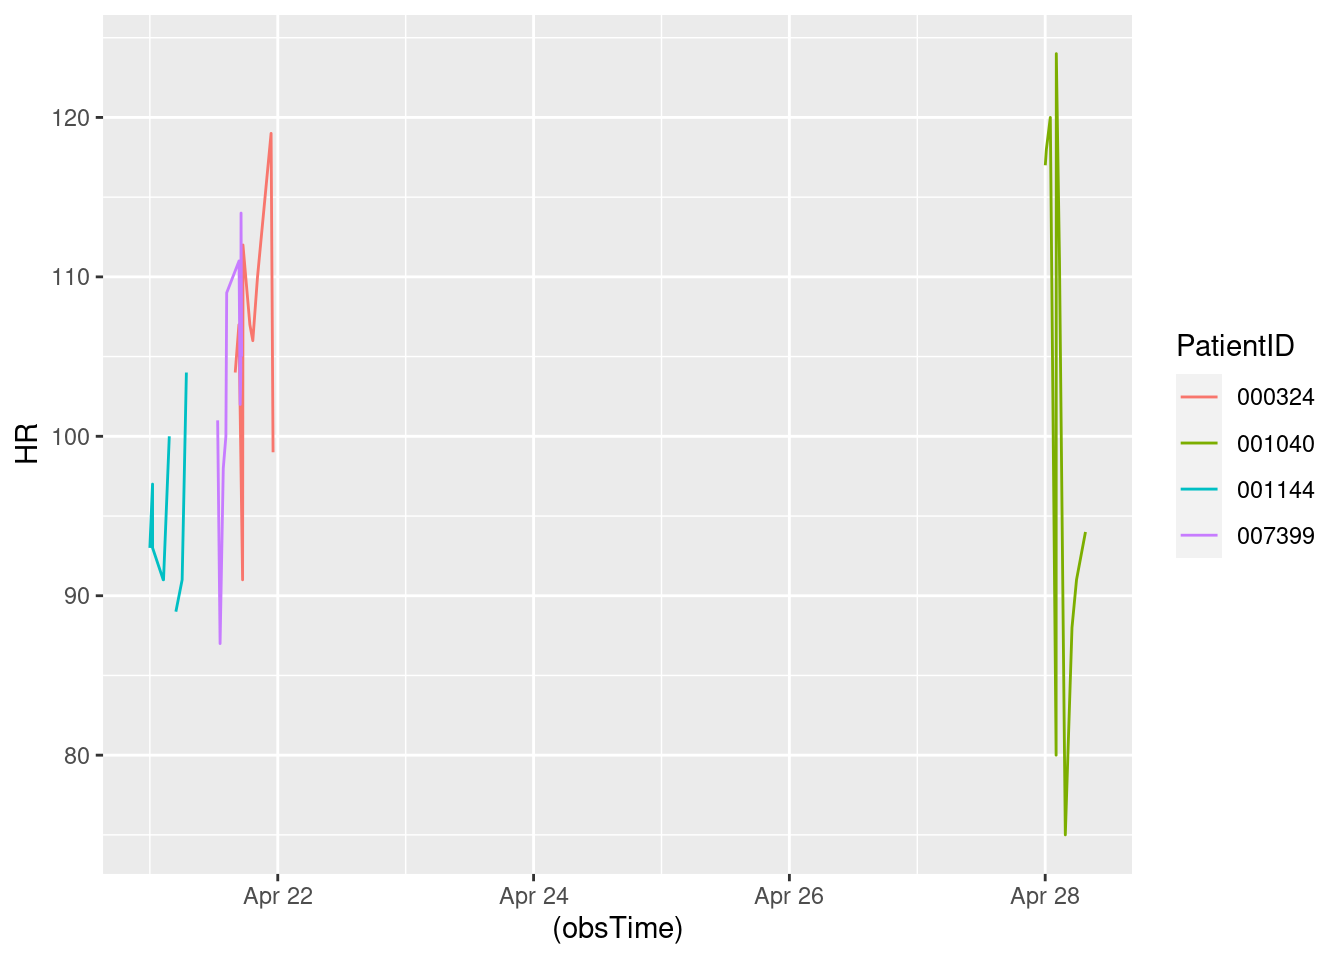 120
110
100
90
80
HR
Apr 22
Apr 24
Apr 26
Apr 28
(obsTime)
PatientID
000324
001040
001144
007399